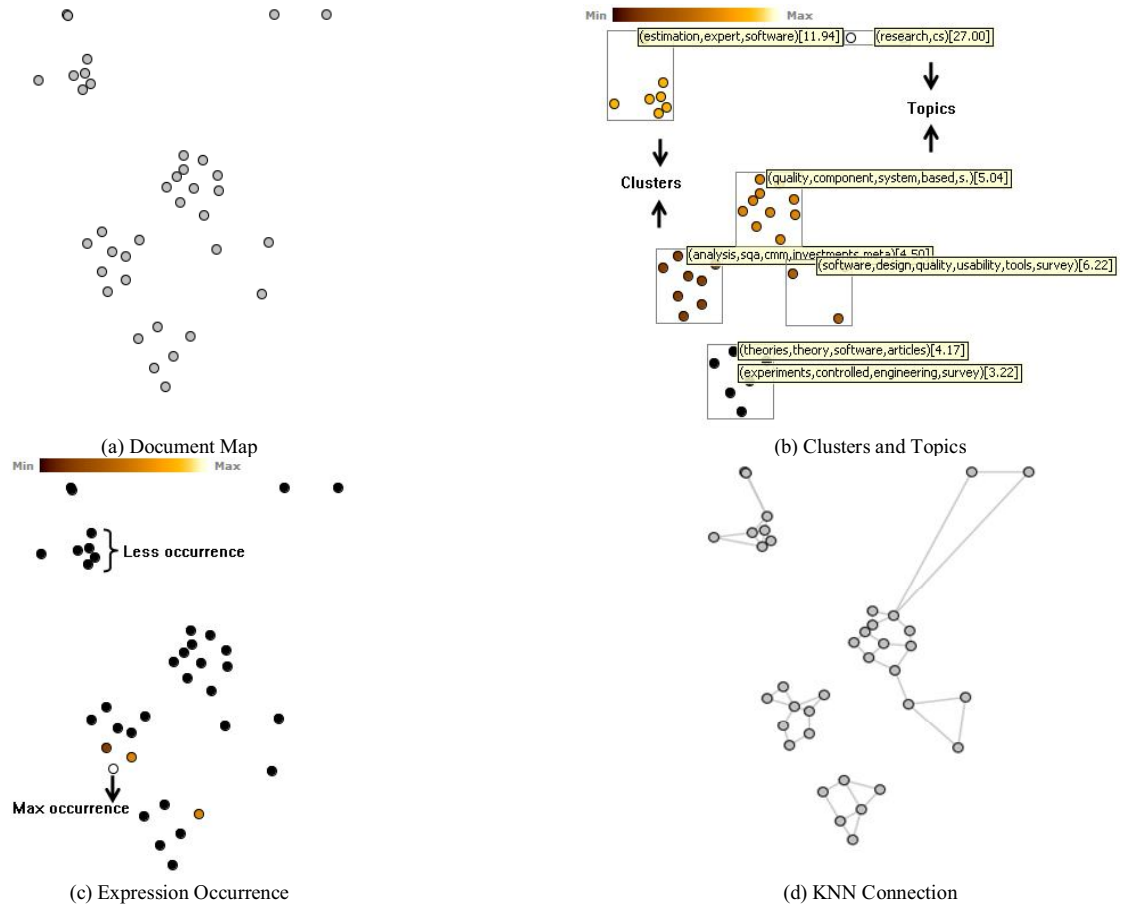 Min Max
(estimation,expert,software)[11.94]
(research,cs)[27.00]
Topics
Clusters
(quality,component,system,based,s.)[5.04]
(analysis,sqa,cmm,investments,meta)[4.50]
(software,design,quality,usability,tools,survey)[6.22]
(theories,theory,software,articles)[4.17]
(experiments,controlled,engineering,survey)[3.22]
(a) Document Map
(b) Clusters and Topics
Min Max
Less occurrence
Max occurrence
(c) Expression Occurrence
(d) KNN Connection